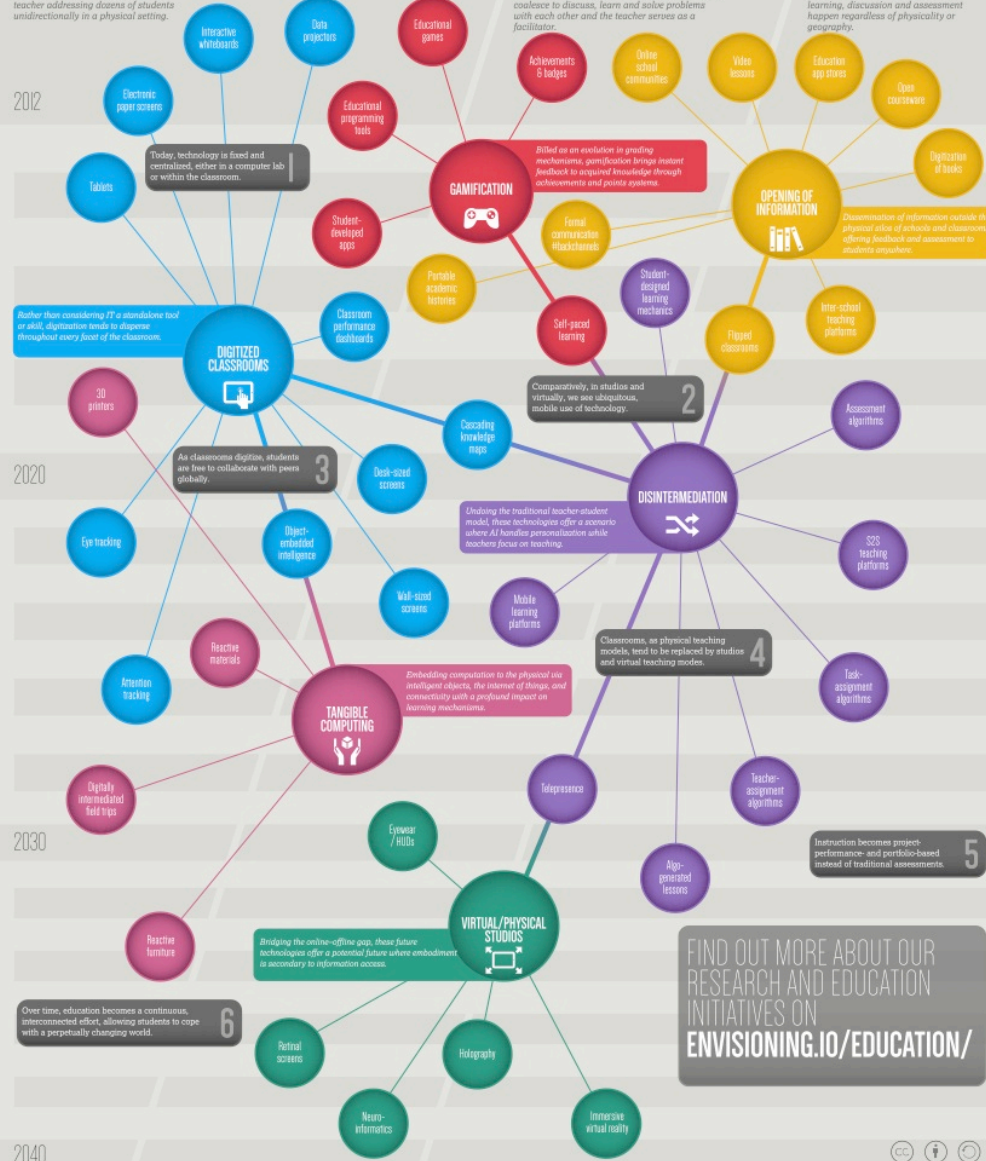 teacher addressing dozens of students
unidirectionally in a physical setting.
coalesce to discuss, learn and solve problems
with each other and the teacher serves as a
facilitator.
learning, discussion and assessment
happen regardless of physicality or
geography.
Interactive
whiteboards
Data
projectors
Educational
games
Achievements
& badges
Online
school
communities
Video
lessons
Education
app stores
Open
courseware
2012
Electronic
paper screens
Educational
programming
tools
Digitization
of books
Today, technology is fixed and
centralized, either in a computer lab
or within the classroom.
1
Billed as an evolution in grading
mechanisms, gamification brings instant
feedback to acquired knowledge through
achievements and points systems.
Tablets
GAMIFICATION
OPENING OF
INFORMATION
Student-
developed
apps
Formal
communication
#backchannels
Dissemination of information outside the
physical silos of schools and classrooms
offering feedback and assessment to
students anywhere.
Portable
academic
histories
Student-
designed
learning
mechanics
Inter-school
teaching
platforms
Rather than considering IT a standalone tool
or skill, digitization tends to disperse
throughout every facet of the classroom.
Classroom
performance
dashboards
Self-paced
learning
Flipped
classrooms
DIGITIZED
CLASSROOMS
3D
printers
Comparatively, in studios and
virtually, we see ubiquitous,
mobile use of technology.
2
Assessment
algorithms
Cascading
knowledge
maps
As classrooms digitize, students
are free to collaborate with peers
globally.
3
2020
Desk-sized
screens
DISINTERMEDIATION
Undoing the traditional teacher-student
model, these technologies offer a scenario
where AI handles personalization while
teachers focus on teaching.
Eye tracking
Object-
embedded
intelligence
S2S
teaching
platforms
Wall-sized
screens
Mobile
learning
platforms
Reactive
materials
Classrooms, as physical teaching
models, tend to be replaced by studios
and virtual teaching modes.
4
Attention
tracking
Embedding computation to the physical via
intelligent objects, the internet of things, and
connectivity with a profound impact on
learning mechanisms.
Task-
assignment
algorithms
TANGIBLE
COMPUTING
Digitally
intermediated
field trips
Telepresence
Teacher-
assignment
algorithms
2030
Eyewear
/ HUDs
Instruction becomes project-
performance- and portfolio-based
instead of traditional assessments.
5
Algo-
generated
lessons
VIRTUAL/PHYSICAL
STUDIOS
Reactive
furniture
Bridging the online-offline gap, these future
technologies offer a potential future where embodiment
is secondary to information access.
FIND OUT MORE ABOUT OUR
RESEARCH AND EDUCATION
INITIATIVES ON
ENVISIONING.IO/EDUCATION/
Over time, education becomes a continuous,
interconnected effort, allowing students to cope
with a perpetually changing world.
6
Retinal
screens
Holography
Neuro-
informatics
Immersive
virtual reality
2040
CC